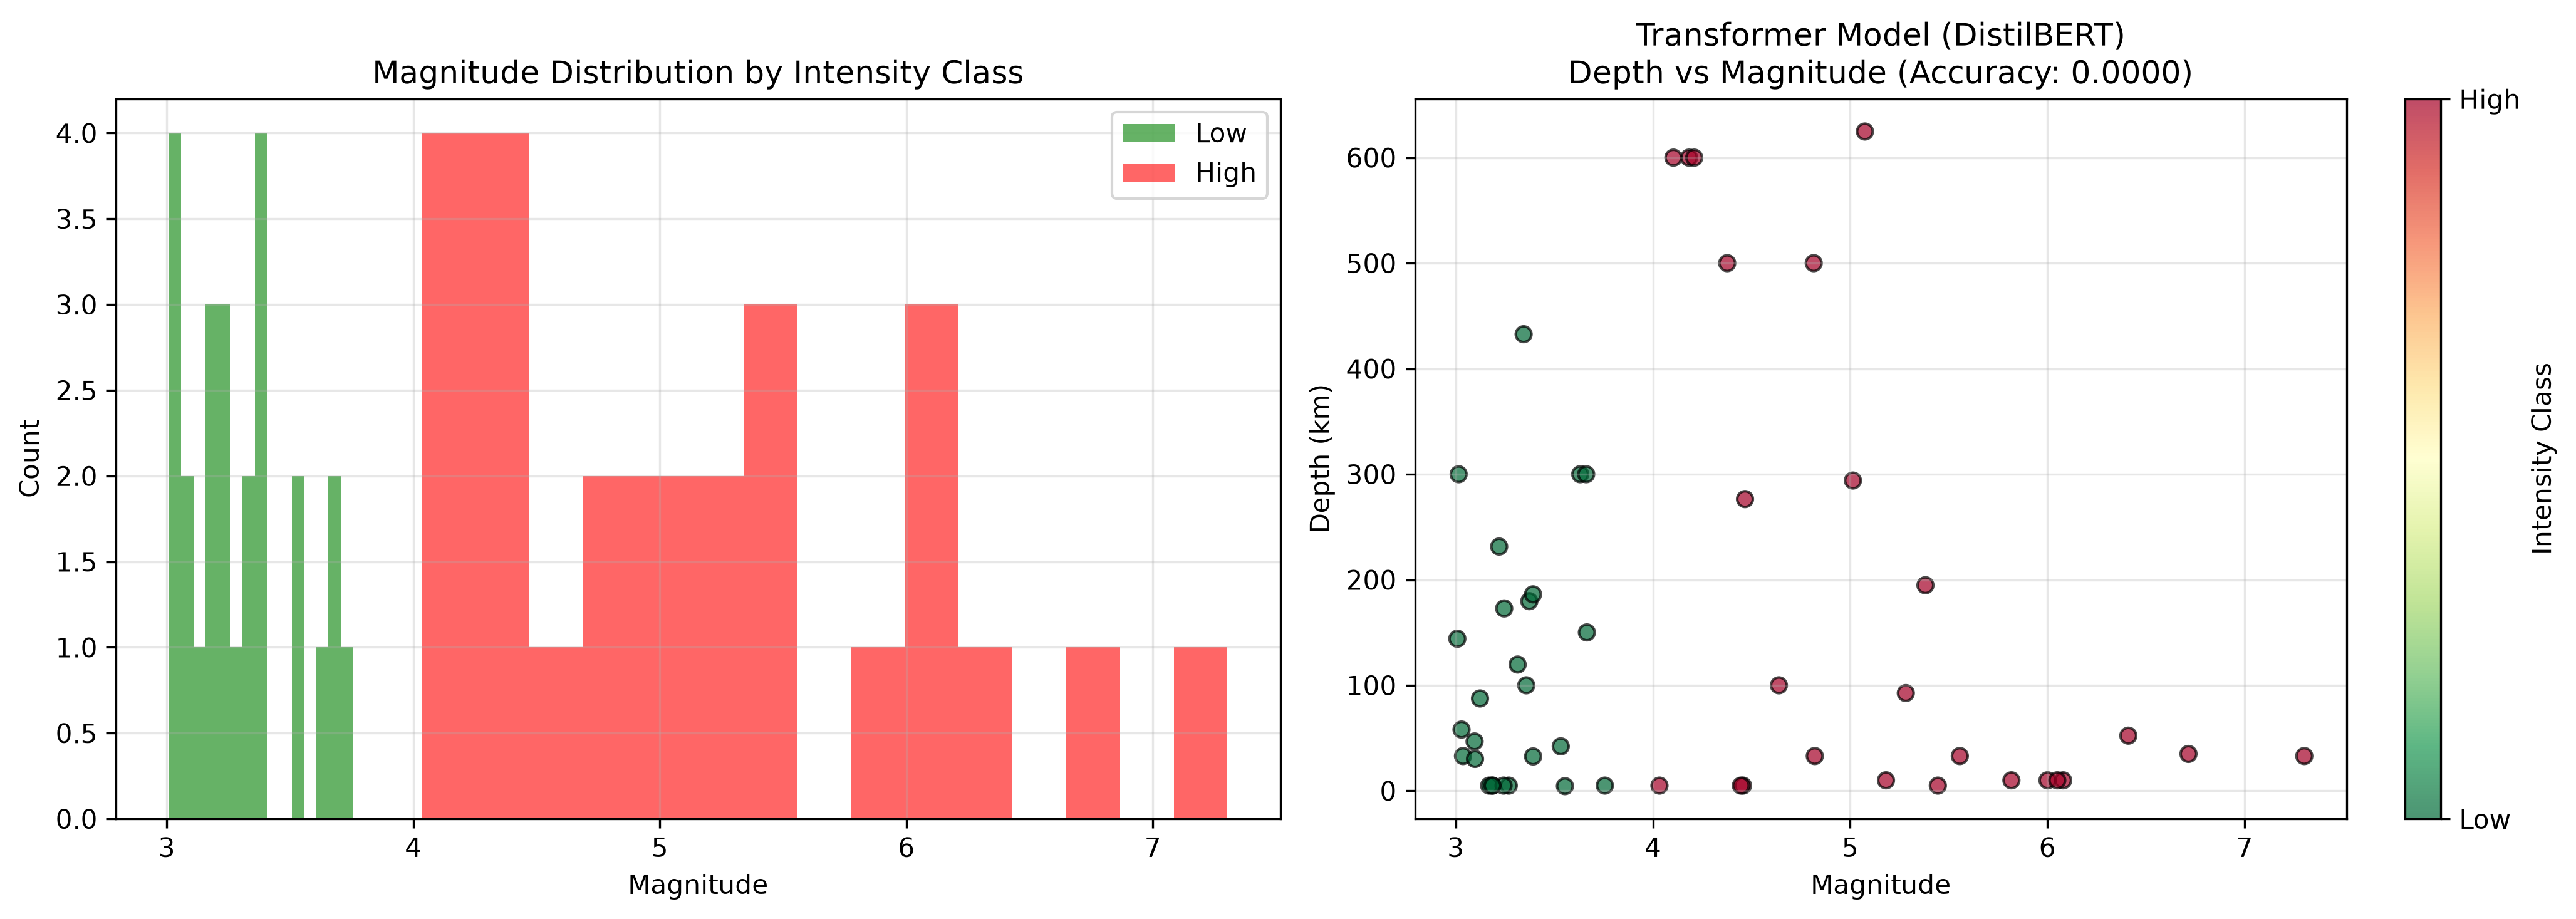 Magnitude Distribution by Intensity Class
Count
4.0
3.5
3.0
2.5
2.0
1.5
1.0
0.5
0.0
3 4 5 6 7
Magnitude
Low
High
Transformer Model (DistilBERT)
Depth vs Magnitude (Accuracy: 0.0000)
Depth (km)
600
500
400
300
200
100
0
3 4 5 6 7
Magnitude
High
Low
Intensity Class